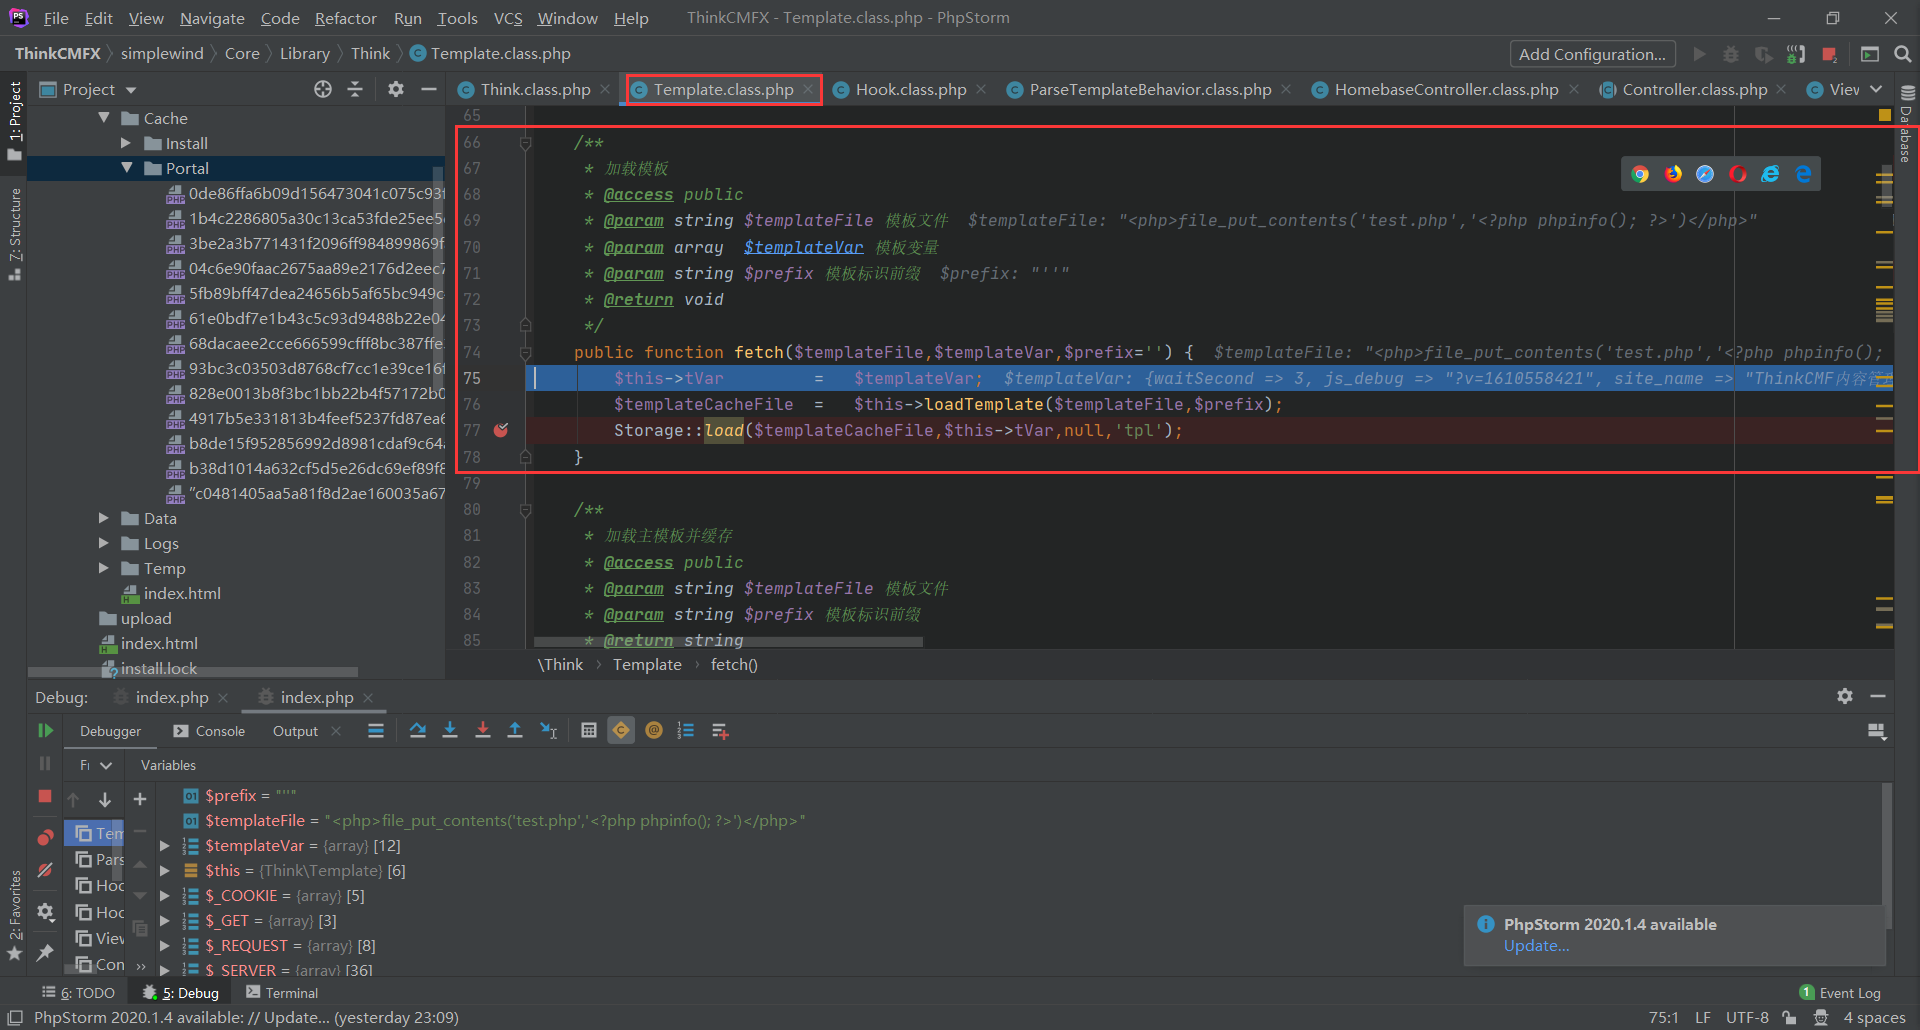 File Edit View Navigate Code Refactor Run Tools VCS Window Help ThinkCMFX - Template.class.php - PhpStorm
ThinkCMFX simplewind Core Library Think Template.class.php Add Configuration...
Project
Think.class.php Template.class.php Hook.class.php ParseTemplateBehavior.class.php HomebaseController.class.php Controller.class.php View
1: Project
7: Structure
2: Favorites
Database
Cache
Install
Portal
0de86ffa6b09d156473041c075c93f
1b4c2286805a30c13ca53fde25ee5
3be2a3b771431f2096ff984899869f
04c6e90faac2675aa89e2176d2eec7
5fb89bff47dea24656b5af65bc949c
61e0bdf7e1b43c5c93d9488b22e04
68dacaee2cce666599cfff8bc387ffe
93bc3c03503d8768cf7cc1e39ce16f
828e0013b8f3bc1bb22b4f57172b0
4917b5e331813b4feef5237fd87ea6
b8de15f952856992d8981cdaf9c64a
b38d1014a632cf5d5e26dc69ef89f8
"c0481405aa5a81f8d2ae160035a67
Data
Logs
Temp
index.html
upload
index.html
install.lock
65
66 /**
67 * 加载模板
68 * @access public
69 * @param string $templateFile 模板文件 $templateFile: "<php>file_put_contents('test.php','<?php phpinfo(); ?>')</php>"
70 * @param array $templateVar 模板变量
71 * @param string $prefix 模板标识前缀 $prefix: "''"
72 * @return void
73 */
74 public function fetch($templateFile,$templateVar,$prefix='') { $templateFile: "<php>file_put_contents('test.php','<?php phpinfo();
75 $this->tVar = $templateVar; $templateVar: {waitSecond => 3, js_debug => "?v=1610558421", site_name => "ThinkCMF内容管理
76 $templateCacheFile = $this->loadTemplate($templateFile,$prefix);
77 Storage::load($templateCacheFile,$this->tVar,null,'tpl');
78 }
79
80 /**
81 * 加载主模板并缓存
82 * @access public
83 * @param string $templateFile 模板文件
84 * @param string $prefix 模板标识前缀
85 * @return string
\Think Template fetch()
Debug: index.php index.php
Debugger Console Output
Fr Variables
Tem
Pars
Hoo
Hoo
View
Con
$prefix = "''"
$templateFile = "<php>file_put_contents('test.php','<?php phpinfo(); ?>')</php>"
$templateVar = {array} [12]
$this = {Think\Template} [6]
$_COOKIE = {array} [5]
$_GET = {array} [3]
$_REQUEST = {array} [8]
$_SERVER = {array} [36]
PhpStorm 2020.1.4 available
Update...
6: TODO 5: Debug Terminal 1 Event Log
PhpStorm 2020.1.4 available: // Update... (yesterday 23:09) 75:1 LF UTF-8 4 spaces